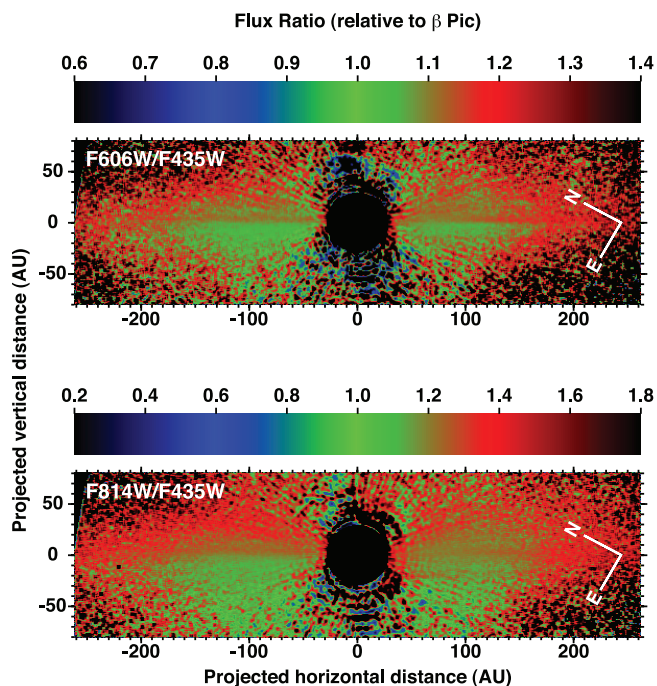 Flux Ratio (relative to β Pic)
0.6 0.7 0.8 0.9 1.0 1.1 1.2 1.3 1.4
F606W/F435W
50
0
-50
N
E
-200 -100 0 100 200
Projected vertical distance (AU)
0.2 0.4 0.6 0.8 1.0 1.2 1.4 1.6 1.8
F814W/F435W
50
0
-50
N
E
-200 -100 0 100 200
Projected horizontal distance (AU)